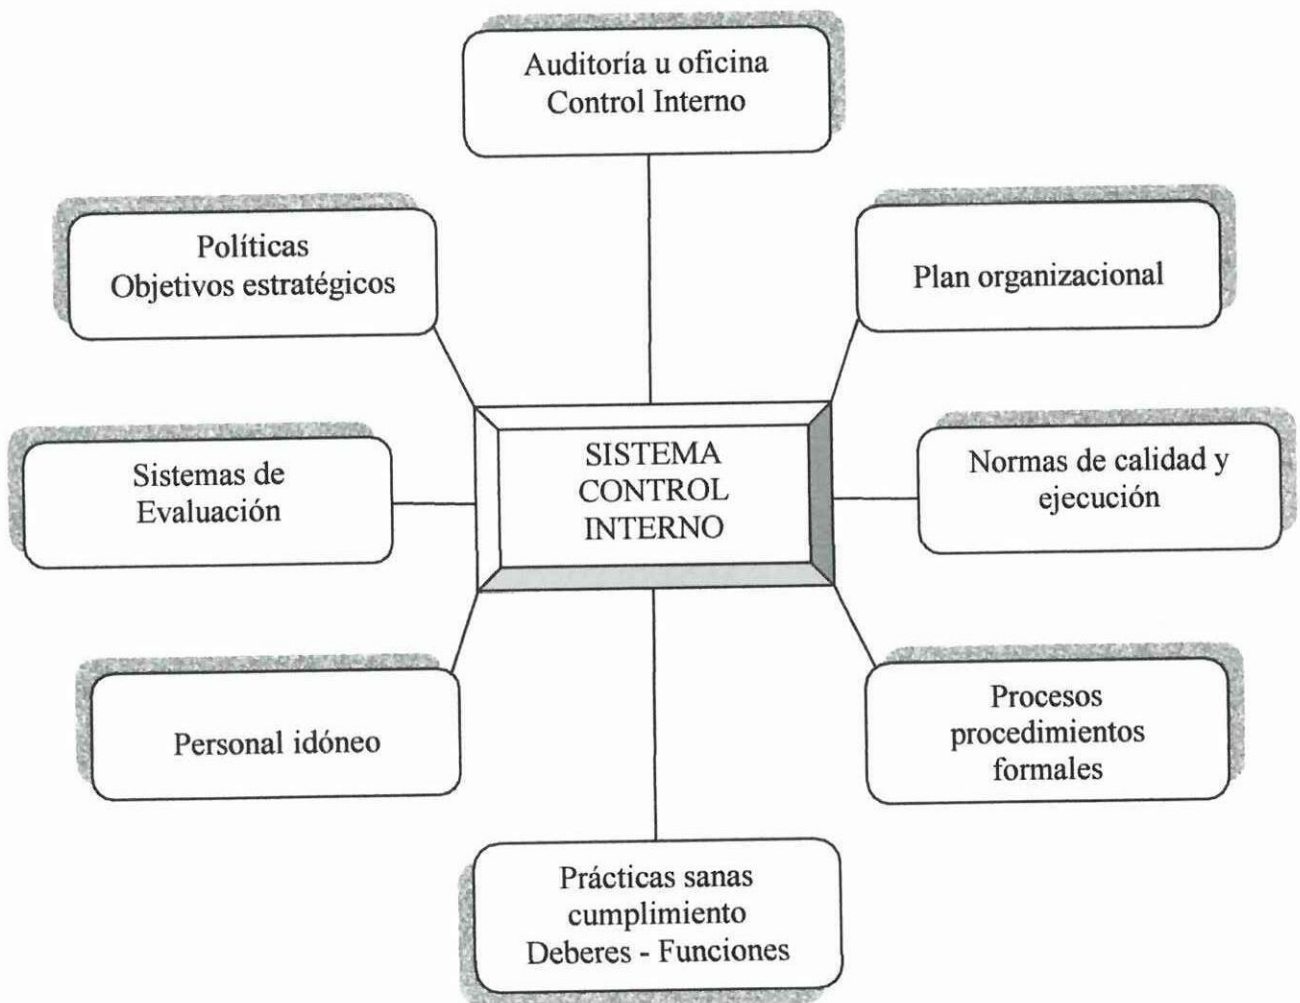 Auditoría u oficina
Control Interno
Políticas
Objetivos estratégicos
Plan organizacional
Sistemas de
Evaluación
SISTEMA
CONTROL
INTERNO
Normas de calidad y
ejecución
Personal idóneo
Procesos
procedimientos
formales
Prácticas sanas
cumplimiento
Deberes - Funciones